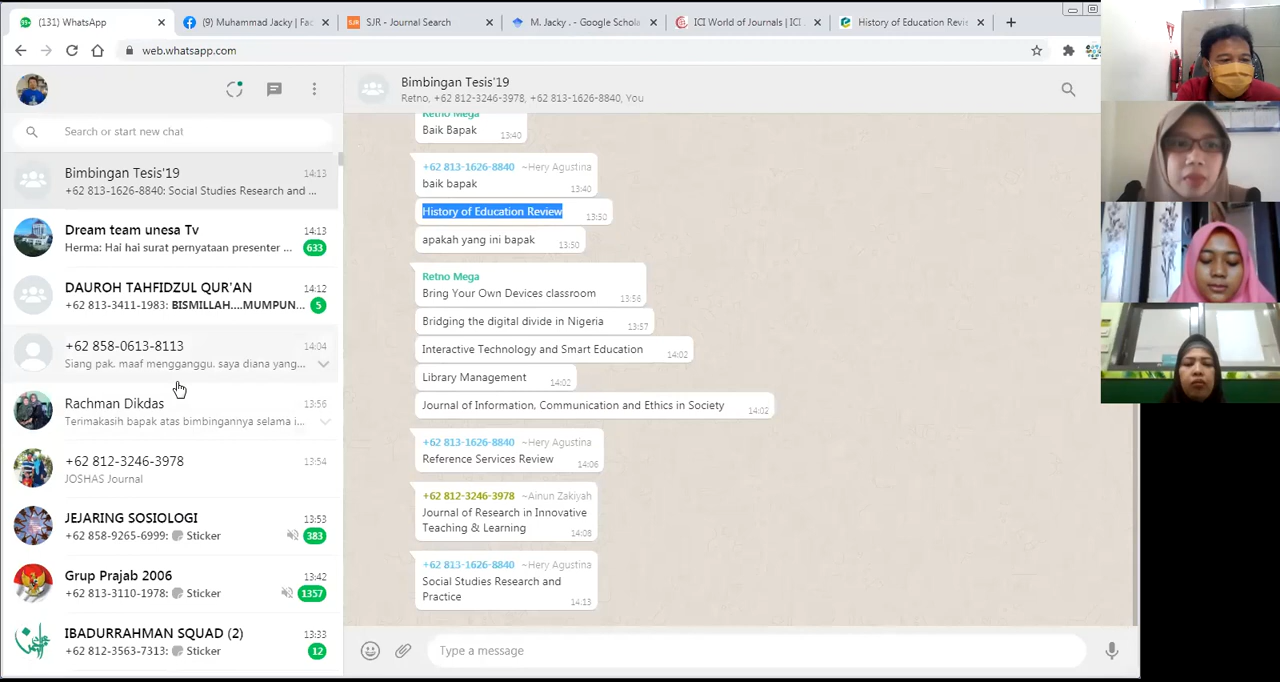 (131) WhatsApp
(9) Muhammad Jacky | Fac
SJR - Journal Search
M. Jacky . - Google Schola
ICI World of Journals | ICI
History of Education Revie
web.whatsapp.com
Search or start new chat
Bimbingan Tesis'19 14:13
+62 813-1626-8840: Social Studies Research and ...
Dream team unesa Tv 14:13
Herma: Hai hai surat pernyataan presenter ... 633
DAUROH TAHFIDZUL QUR'AN 14:12
+62 813-3411-1983: BISMILLAH....MUMPUN... 5
+62 858-0613-8113 14:04
Siang pak. maaf mengganggu. saya diana yang...
Rachman Dikdas 13:56
Terimakasih bapak atas bimbingannya selama i...
+62 812-3246-3978 13:54
JOSHAS Journal
JEJARING SOSIOLOGI 13:53
+62 858-9265-6999: Sticker 383
Grup Prajab 2006 13:42
+62 813-3110-1978: Sticker 1357
IBADURRAHMAN SQUAD (2) 13:33
+62 812-3563-7313: Sticker 12
Bimbingan Tesis'19
Retno, +62 812-3246-3978, +62 813-1626-8840, You
Retno Mega
Baik Bapak 13:40
+62 813-1626-8840 ~Hery Agustina
baik bapak 13:40
History of Education Review 13:50
apakah yang ini bapak 13:50
Retno Mega
Bring Your Own Devices classroom 13:56
Bridging the digital divide in Nigeria 13:57
Interactive Technology and Smart Education 14:02
Library Management 14:02
Journal of Information, Communication and Ethics in Society 14:02
+62 813-1626-8840 ~Hery Agustina
Reference Services Review 14:06
+62 812-3246-3978 ~Ainun Zakiyah
Journal of Research in Innovative
Teaching & Learning 14:08
+62 813-1626-8840 ~Hery Agustina
Social Studies Research and
Practice 14:13
Type a message